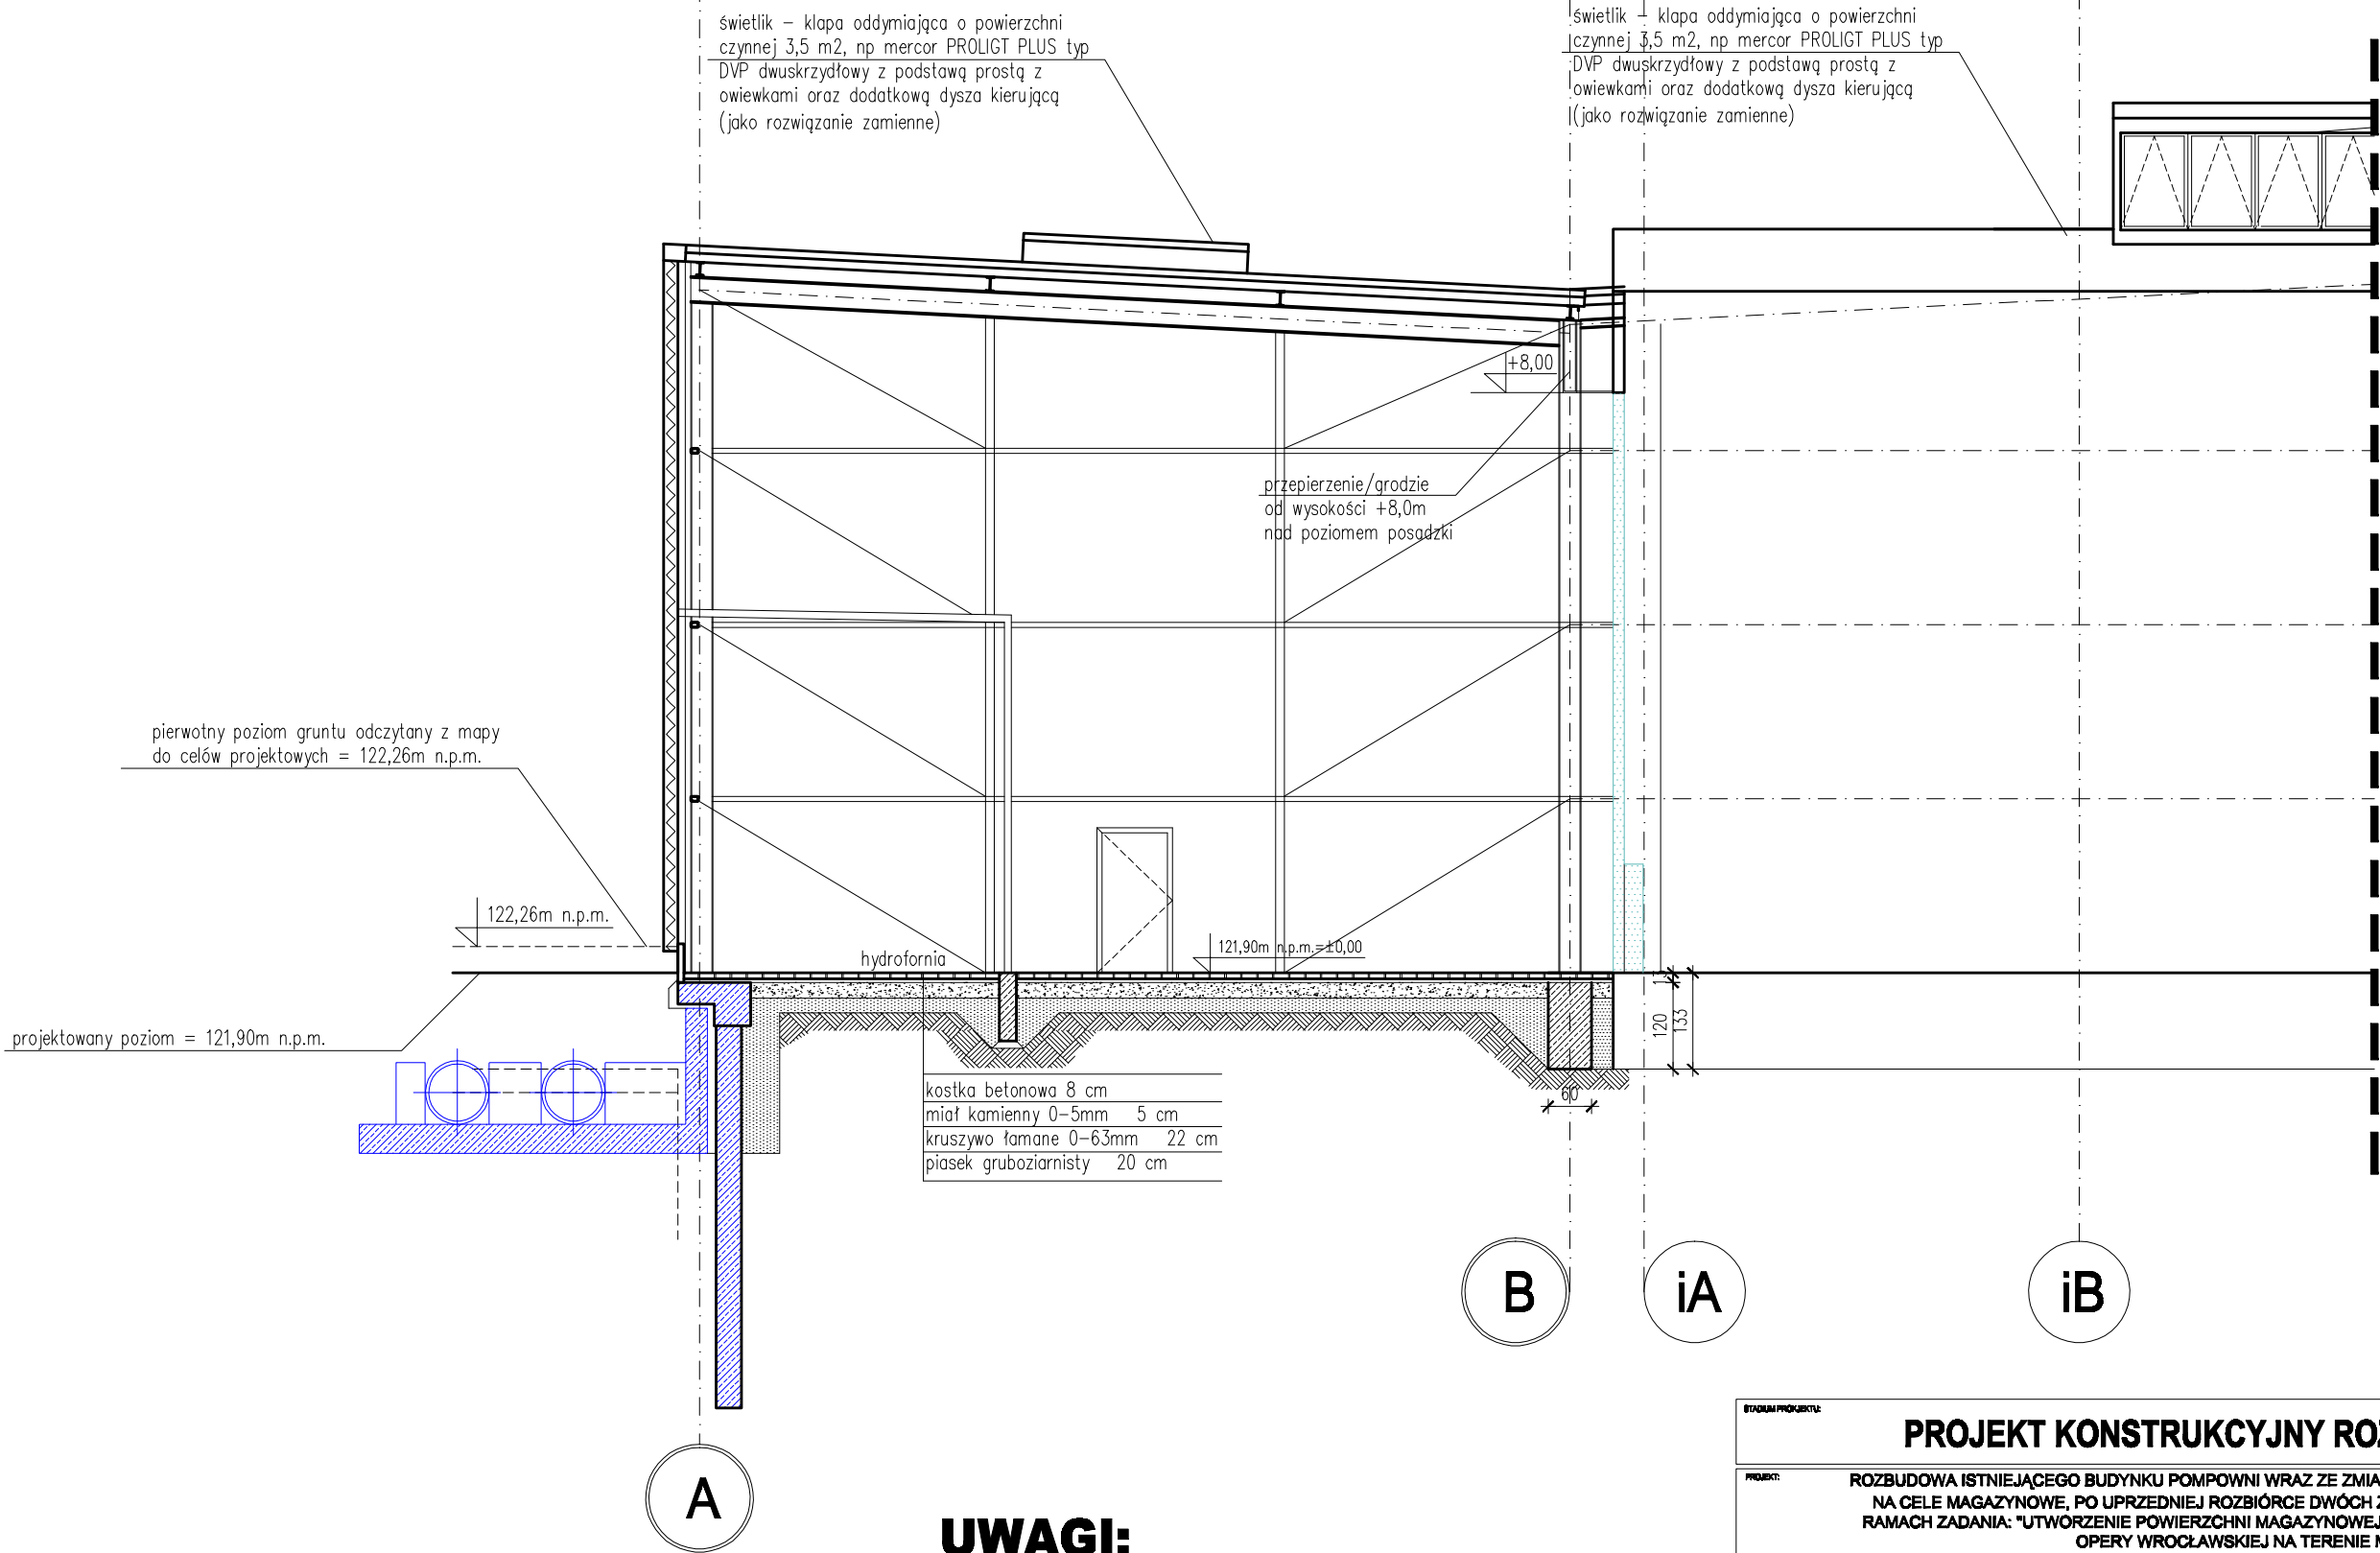 świetlik – klapa oddymiająca o powierzchni
czynnej 3,5 m2, np mercor PROLIGT PLUS typ
DVP dwuskrzydłowy z podstawą prostą z
owiewkami oraz dodatkową dysza kierującą
(jako rozwiązanie zamienne)
świetlik – klapa oddymiająca o powierzchni
czynnej 3,5 m2, np mercor PROLIGT PLUS typ
DVP dwuskrzydłowy z podstawą prostą z
owiewkami oraz dodatkową dysza kierującą
(jako rozwiązanie zamienne)
+8,00
przepierzenie/grodzie
od wysokości +8,0m
nad poziomem posadzki
pierwotny poziom gruntu odczytany z mapy
do celów projektowych = 122,26m n.p.m.
122,26m n.p.m.
hydrofornia
121,90m n.p.m.=±0,00
projektowany poziom = 121,90m n.p.m.
120
133
60
kostka betonowa 8 cm
miał kamienny 0-5mm 5 cm
kruszywo łamane 0-63mm 22 cm
piasek gruboziarnisty 20 cm
B
iA
iB
A
UWAGI:
STADIUM PROJEKTU:
PROJEKT KONSTRUKCYJNY
PROJEKT:
ROZBUDOWA ISTNIEJĄCEGO BUDYNKU POMPOWNI WRAZ ZE
NA CELE MAGAZYNOWE, PO UPRZEDNIEJ ROZBIÓRCE DWÓCH
RAMACH ZADANIA: "UTWORZENIE POWIERZCHNI MAGAZYNOWEJ
OPERY WROCŁAWSKIEJ NA TERENIE